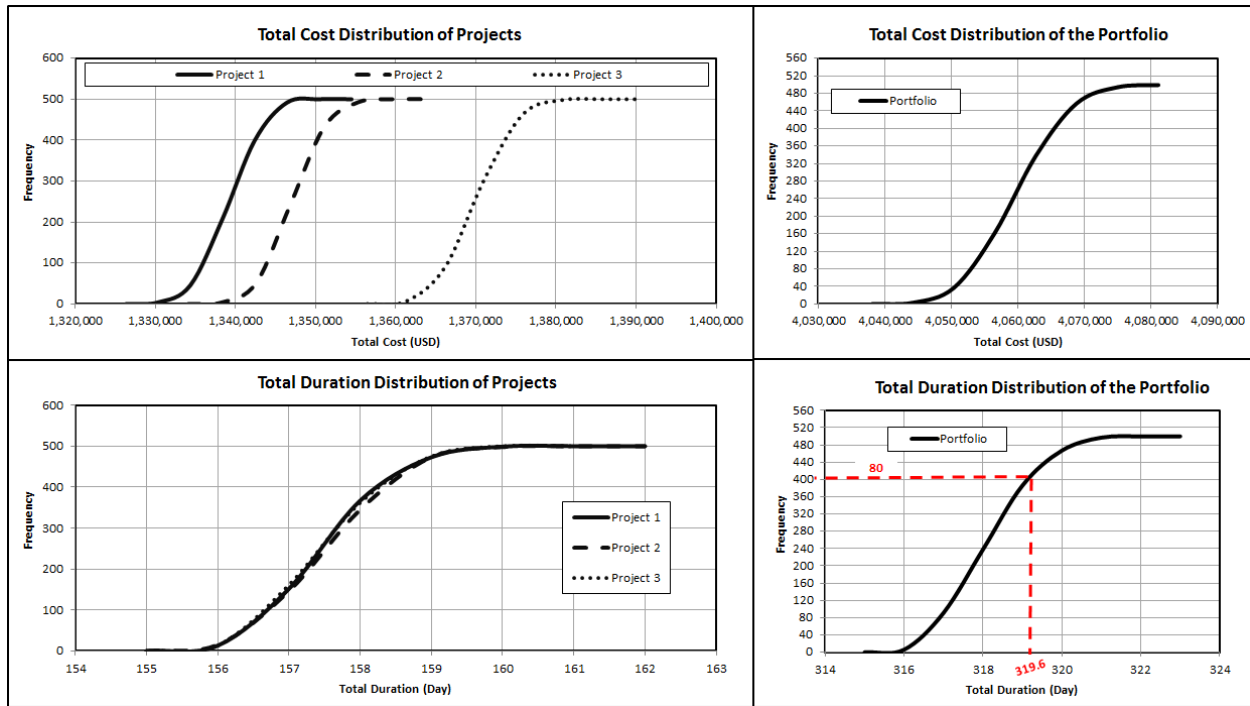 Total Cost Distribution of Projects
600
500
400
300
200
100
0
Frequency
Project 1 Project 2 Project 3
1,320,000 1,330,000 1,340,000 1,350,000 1,360,000 1,370,000 1,380,000 1,390,000 1,400,000
Total Cost (USD)
Total Cost Distribution of the Portfolio
560
520
480
440
400
360
320
280
240
200
160
120
80
40
0
Frequency
Portfolio
4,030,000 4,040,000 4,050,000 4,060,000 4,070,000 4,080,000 4,090,000
Total Cost (USD)
Total Duration Distribution of Projects
600
500
400
300
200
100
0
Frequency
Project 1
Project 2
Project 3
154 155 156 157 158 159 160 161 162 163
Total Duration (Day)
Total Duration Distribution of the Portfolio
560
520
480
440
400
360
320
280
240
200
160
120
80
40
0
Frequency
Portfolio
80
314 316 318 320 322 324
319.6
Total Duration (Day)